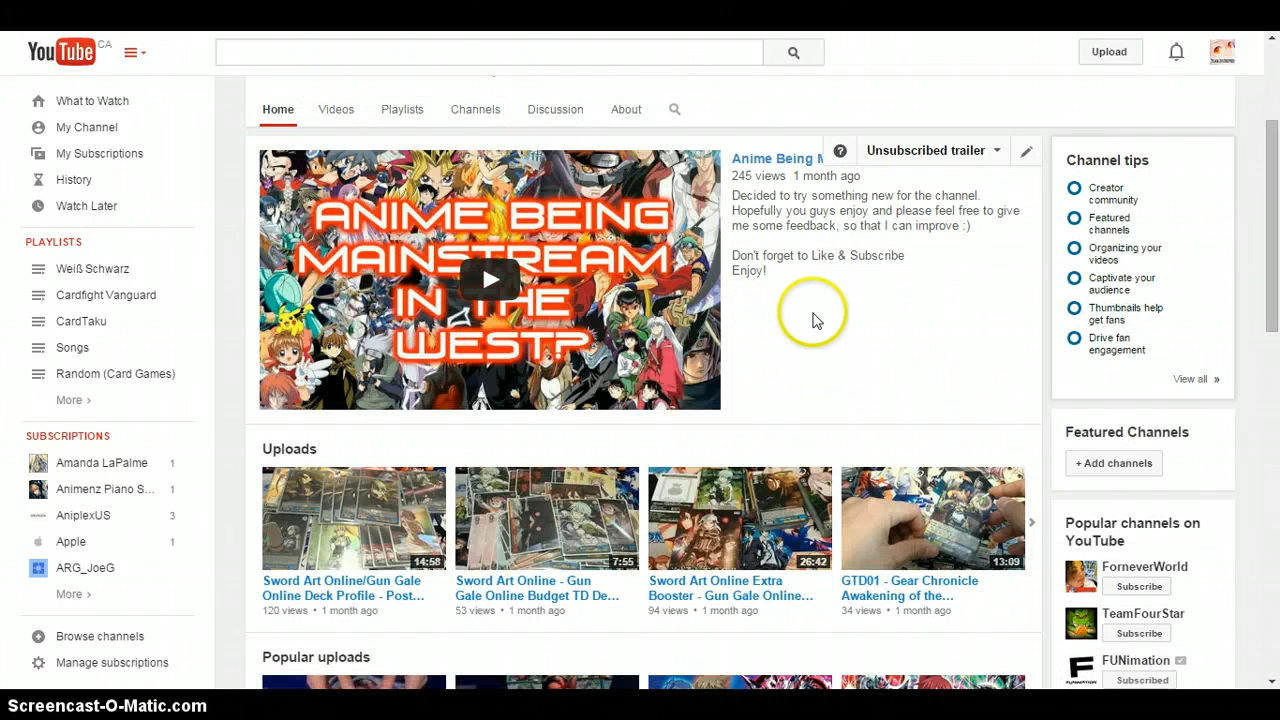 YouTube CA
Upload
What to Watch
My Channel
My Subscriptions
History
Watch Later
PLAYLISTS
Weiß Schwarz
Cardfight Vanguard
CardTaku
Songs
Random (Card Games)
More ›
SUBSCRIPTIONS
Amanda LaPalme 1
Animenz Piano S... 1
AniplexUS 3
Apple 1
ARG_JoeG
More ›
Browse channels
Manage subscriptions
Home Videos Playlists Channels Discussion About
ANIME BEING
MAINSTREAM
IN THE
WEST?
Anime Being M
? Unsubscribed trailer
245 views 1 month ago
Decided to try something new for the channel.
Hopefully you guys enjoy and please feel free to give
me some feedback, so that I can improve :)
Don't forget to Like & Subscribe
Enjoy!
Uploads
14:58
Sword Art Online/Gun Gale
Online Deck Profile - Post...
120 views • 1 month ago
7:55
Sword Art Online - Gun
Gale Online Budget TD De...
53 views • 1 month ago
26:42
Sword Art Online Extra
Booster - Gun Gale Online...
94 views • 1 month ago
13:09
GTD01 - Gear Chronicle
Awakening of the...
34 views • 1 month ago
Popular uploads
Channel tips
Creator
community
Featured
channels
Organizing your
videos
Captivate your
audience
Thumbnails help
get fans
Drive fan
engagement
View all »
Featured Channels
+ Add channels
Popular channels on
YouTube
ForneverWorld
Subscribe
TeamFourStar
Subscribe
FUNimation
Subscribed
Screencast-O-Matic.com